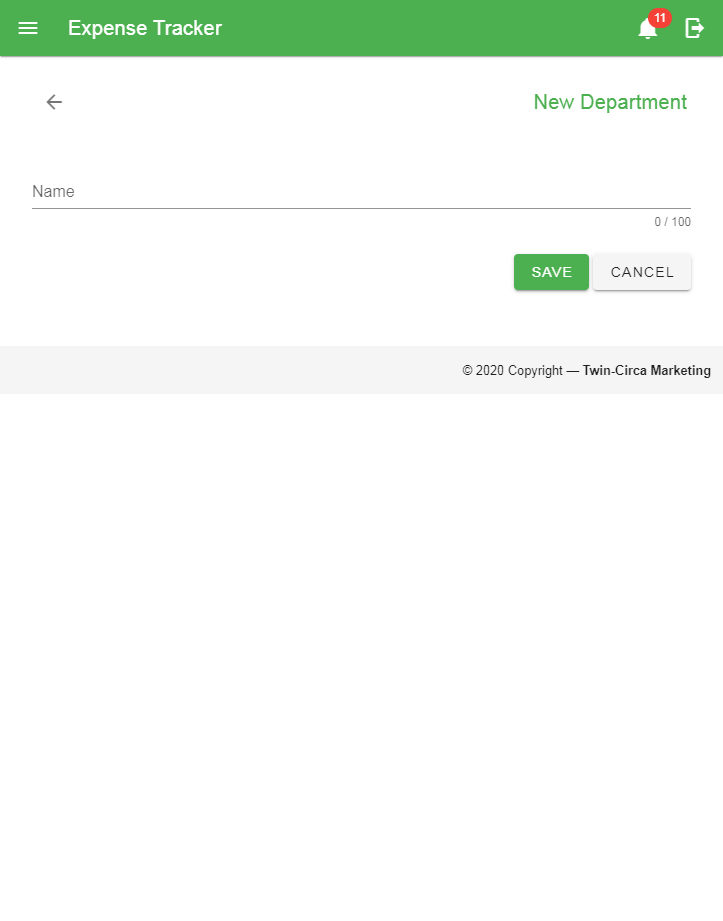 Expense Tracker
11
New Department
Name
0 / 100
SAVE
CANCEL
© 2020 Copyright — Twin-Circa Marketing